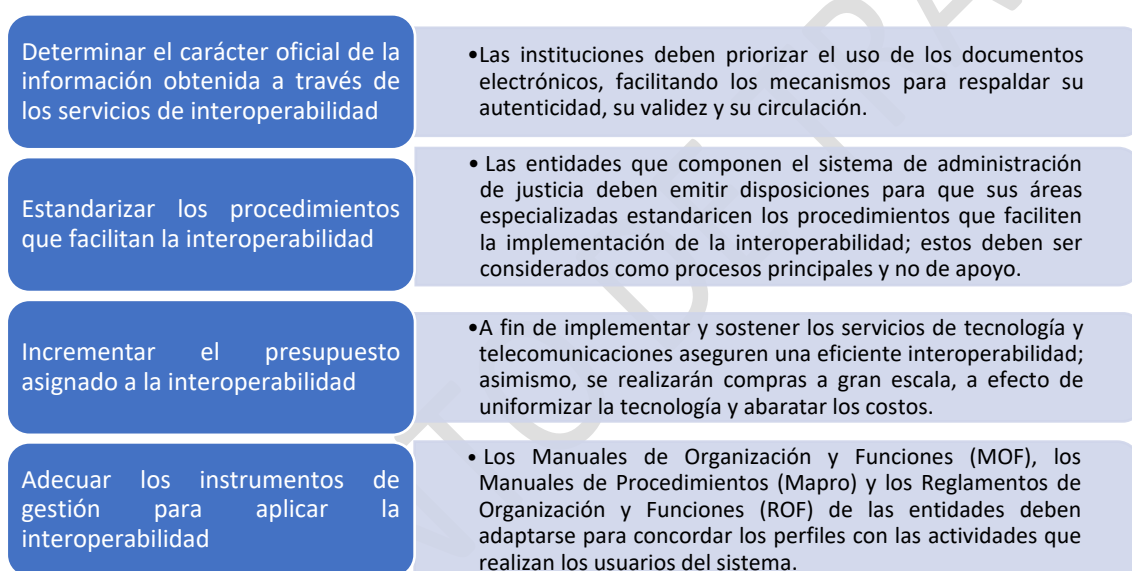 Determinar el carácter oficial de la
información obtenida a través de
los servicios de interoperabilidad
•Las instituciones deben priorizar el uso de los documentos
electrónicos, facilitando los mecanismos para respaldar su
autenticidad, su validez y su circulación.
Estandarizar los procedimientos
que facilitan la interoperabilidad
• Las entidades que componen el sistema de administración
de justicia deben emitir disposiciones para que sus áreas
especializadas estandaricen los procedimientos que faciliten
la implementación de la interoperabilidad; estos deben ser
considerados como procesos principales y no de apoyo.
Incrementar el presupuesto
asignado a la interoperabilidad
•A fin de implementar y sostener los servicios de tecnología y
telecomunicaciones aseguren una eficiente interoperabilidad;
asimismo, se realizarán compras a gran escala, a efecto de
uniformizar la tecnología y abaratar los costos.
Adecuar los instrumentos de
gestión para aplicar la
interoperabilidad
• Los Manuales de Organización y Funciones (MOF), los
Manuales de Procedimientos (Mapro) y los Reglamentos de
Organización y Funciones (ROF) de las entidades deben
adaptarse para concordar los perfiles con las actividades que
realizan los usuarios del sistema.